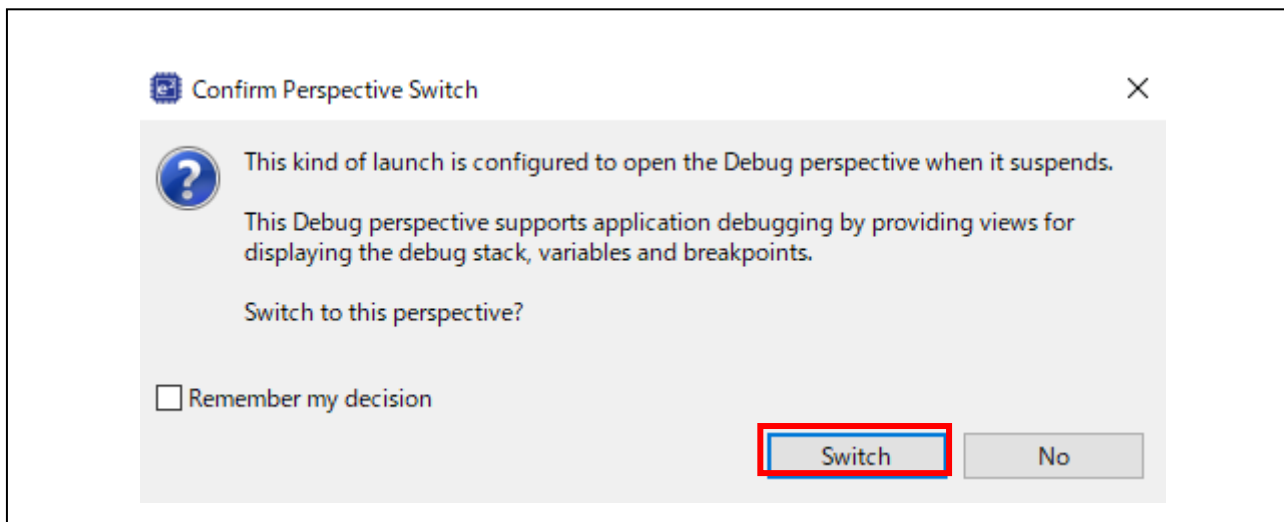 e²
Confirm Perspective Switch
This kind of launch is configured to open the Debug perspective when it suspends.
This Debug perspective supports application debugging by providing views for
displaying the debug stack, variables and breakpoints.
Switch to this perspective?
Remember my decision
Switch No